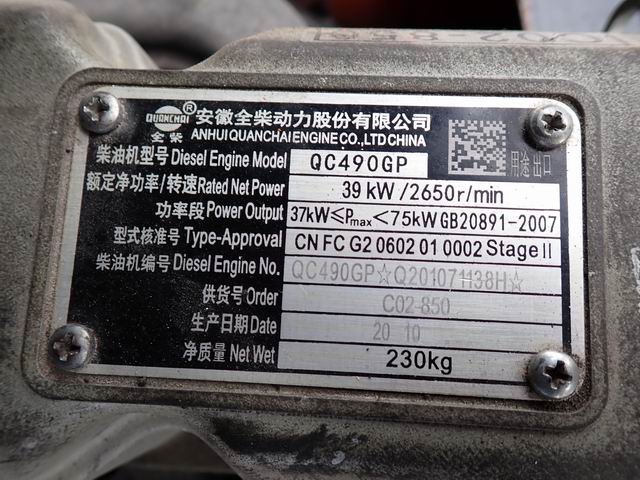 QUANCHAI ®
全柴
安徽全柴动力股份有限公司
ANHUI QUANCHAI ENGINE CO., LTD CHINA
用途 出口
柴油机型号 Diesel Engine Model QC490GP
额定净功率/转速 Rated Net Power 39 kW/2650r/min
功率段 Power Output 37kW≤Pmax<75kW GB20891-2007
型式核准号 Type-Approval CN FC G2 0602 01 0002 Stage II
柴油机编号 Diesel Engine No. QC490GP☆Q201071138H☆
供货号 Order C02-850
生产日期 Date 20 10
净质量 Net Wet 230kg